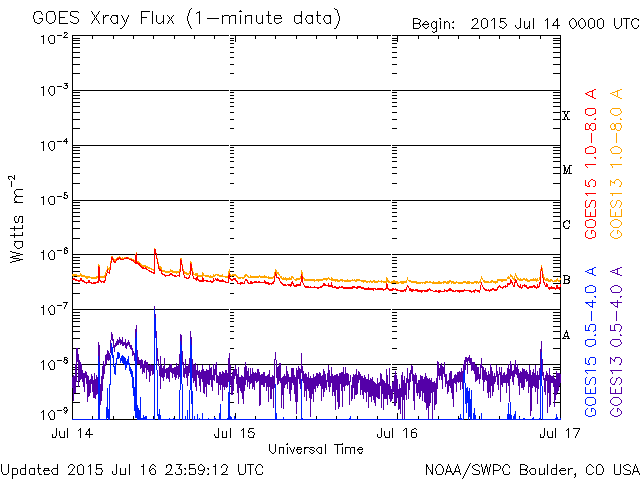 GOES Xray Flux (1-minute data)
Begin: 2015 Jul 14 0000 UTC
10⁻²
10⁻³
10⁻⁴
10⁻⁵
10⁻⁶
10⁻⁷
10⁻⁸
10⁻⁹
Watts m⁻²
X
M
C
B
A
GOES15 1.0-8.0 A
GOES13 1.0-8.0 A
GOES15 0.5-4.0 A
GOES13 0.5-4.0 A
Jul 14
Jul 15
Jul 16
Jul 17
Universal Time
Updated 2015 Jul 16 23:59:12 UTC
NOAA/SWPC Boulder, CO USA